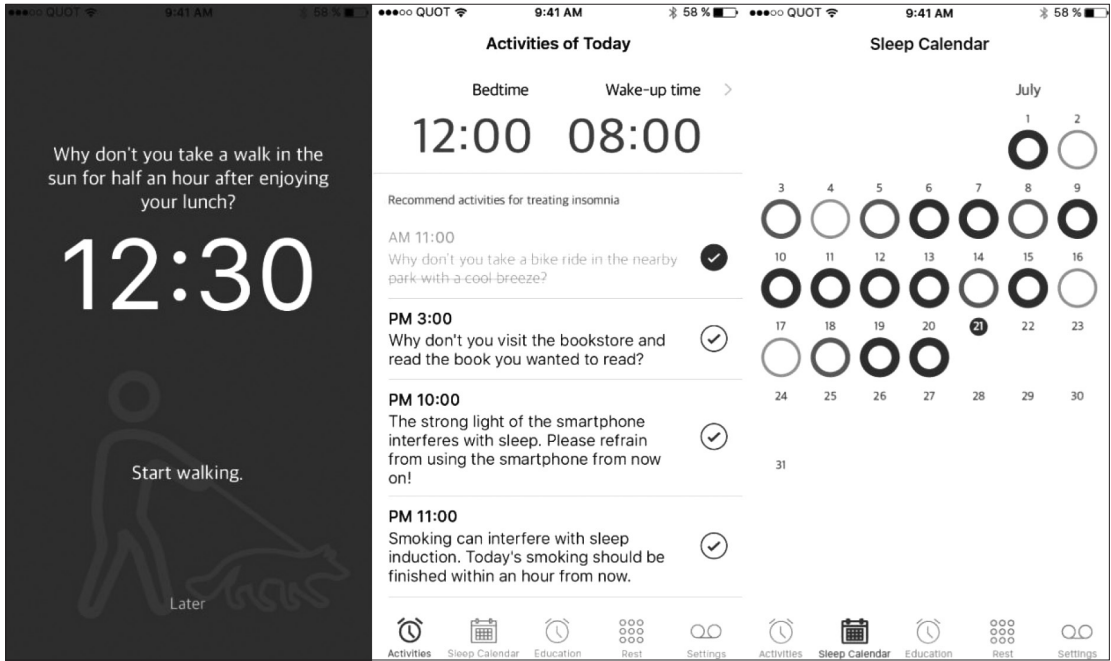 ●●●○○ QUOT 9:41 AM 58 %
Why don't you take a walk in the
sun for half an hour after enjoying
your lunch?
12:30
Start walking.
Later
●●●○○ QUOT 9:41 AM 58 %
Activities of Today
Bedtime Wake-up time >
12:00 08:00
Recommend activities for treating insomnia
AM 11:00
Why don't you take a bike ride in the nearby
park with a cool breeze?
PM 3:00
Why don't you visit the bookstore and
read the book you wanted to read?
PM 10:00
The strong light of the smartphone
interferes with sleep. Please refrain
from using the smartphone from now
on!
PM 11:00
Smoking can interfere with sleep
induction. Today's smoking should be
finished within an hour from now.
Activities Sleep Calendar Education Rest Settings
●●●○○ QUOT 9:41 AM 58 %
Sleep Calendar
July
1 2
3 4 5 6 7 8 9
10 11 12 13 14 15 16
17 18 19 20 21 22 23
24 25 26 27 28 29 30
31
Activities Sleep Calendar Education Rest Settings